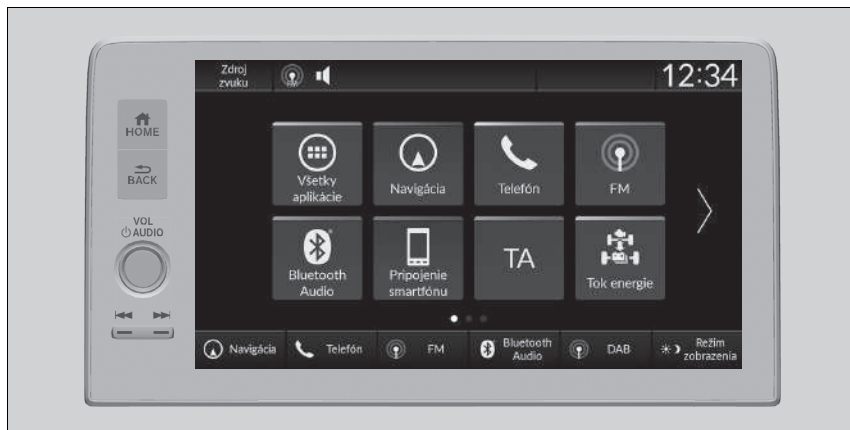 Zdroj
zvuku
FM
12:34
HOME
BACK
VOL
AUDIO
Všetky
aplikácie
Navigácia
Telefón
FM
Bluetooth
Audio
Pripojenie
smartfónu
TA
Tok energie
Navigácia
Telefón
FM
Bluetooth
Audio
DAB
Režim
zobrazenia